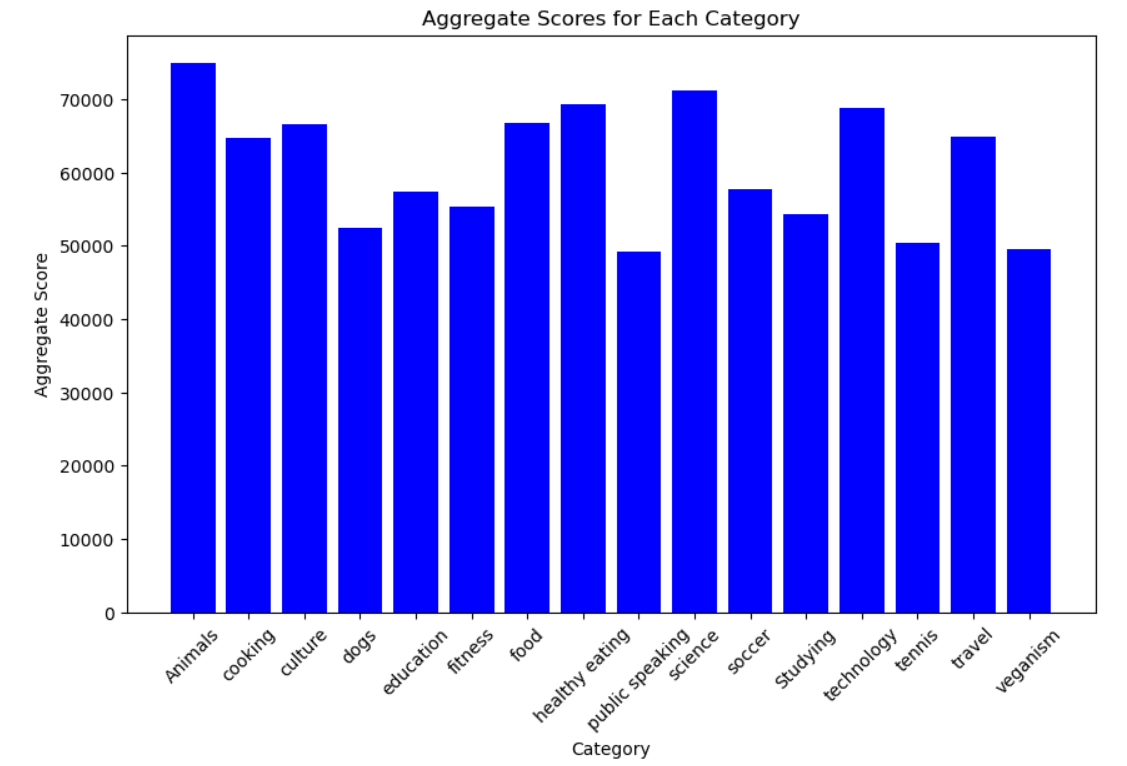 Aggregate Scores for Each Category
Aggregate Score
70000
60000
50000
40000
30000
20000
10000
0
Animals
cooking
culture
dogs
education
fitness
food
healthy eating
public speaking
science
soccer
Studying
technology
tennis
travel
veganism
Category